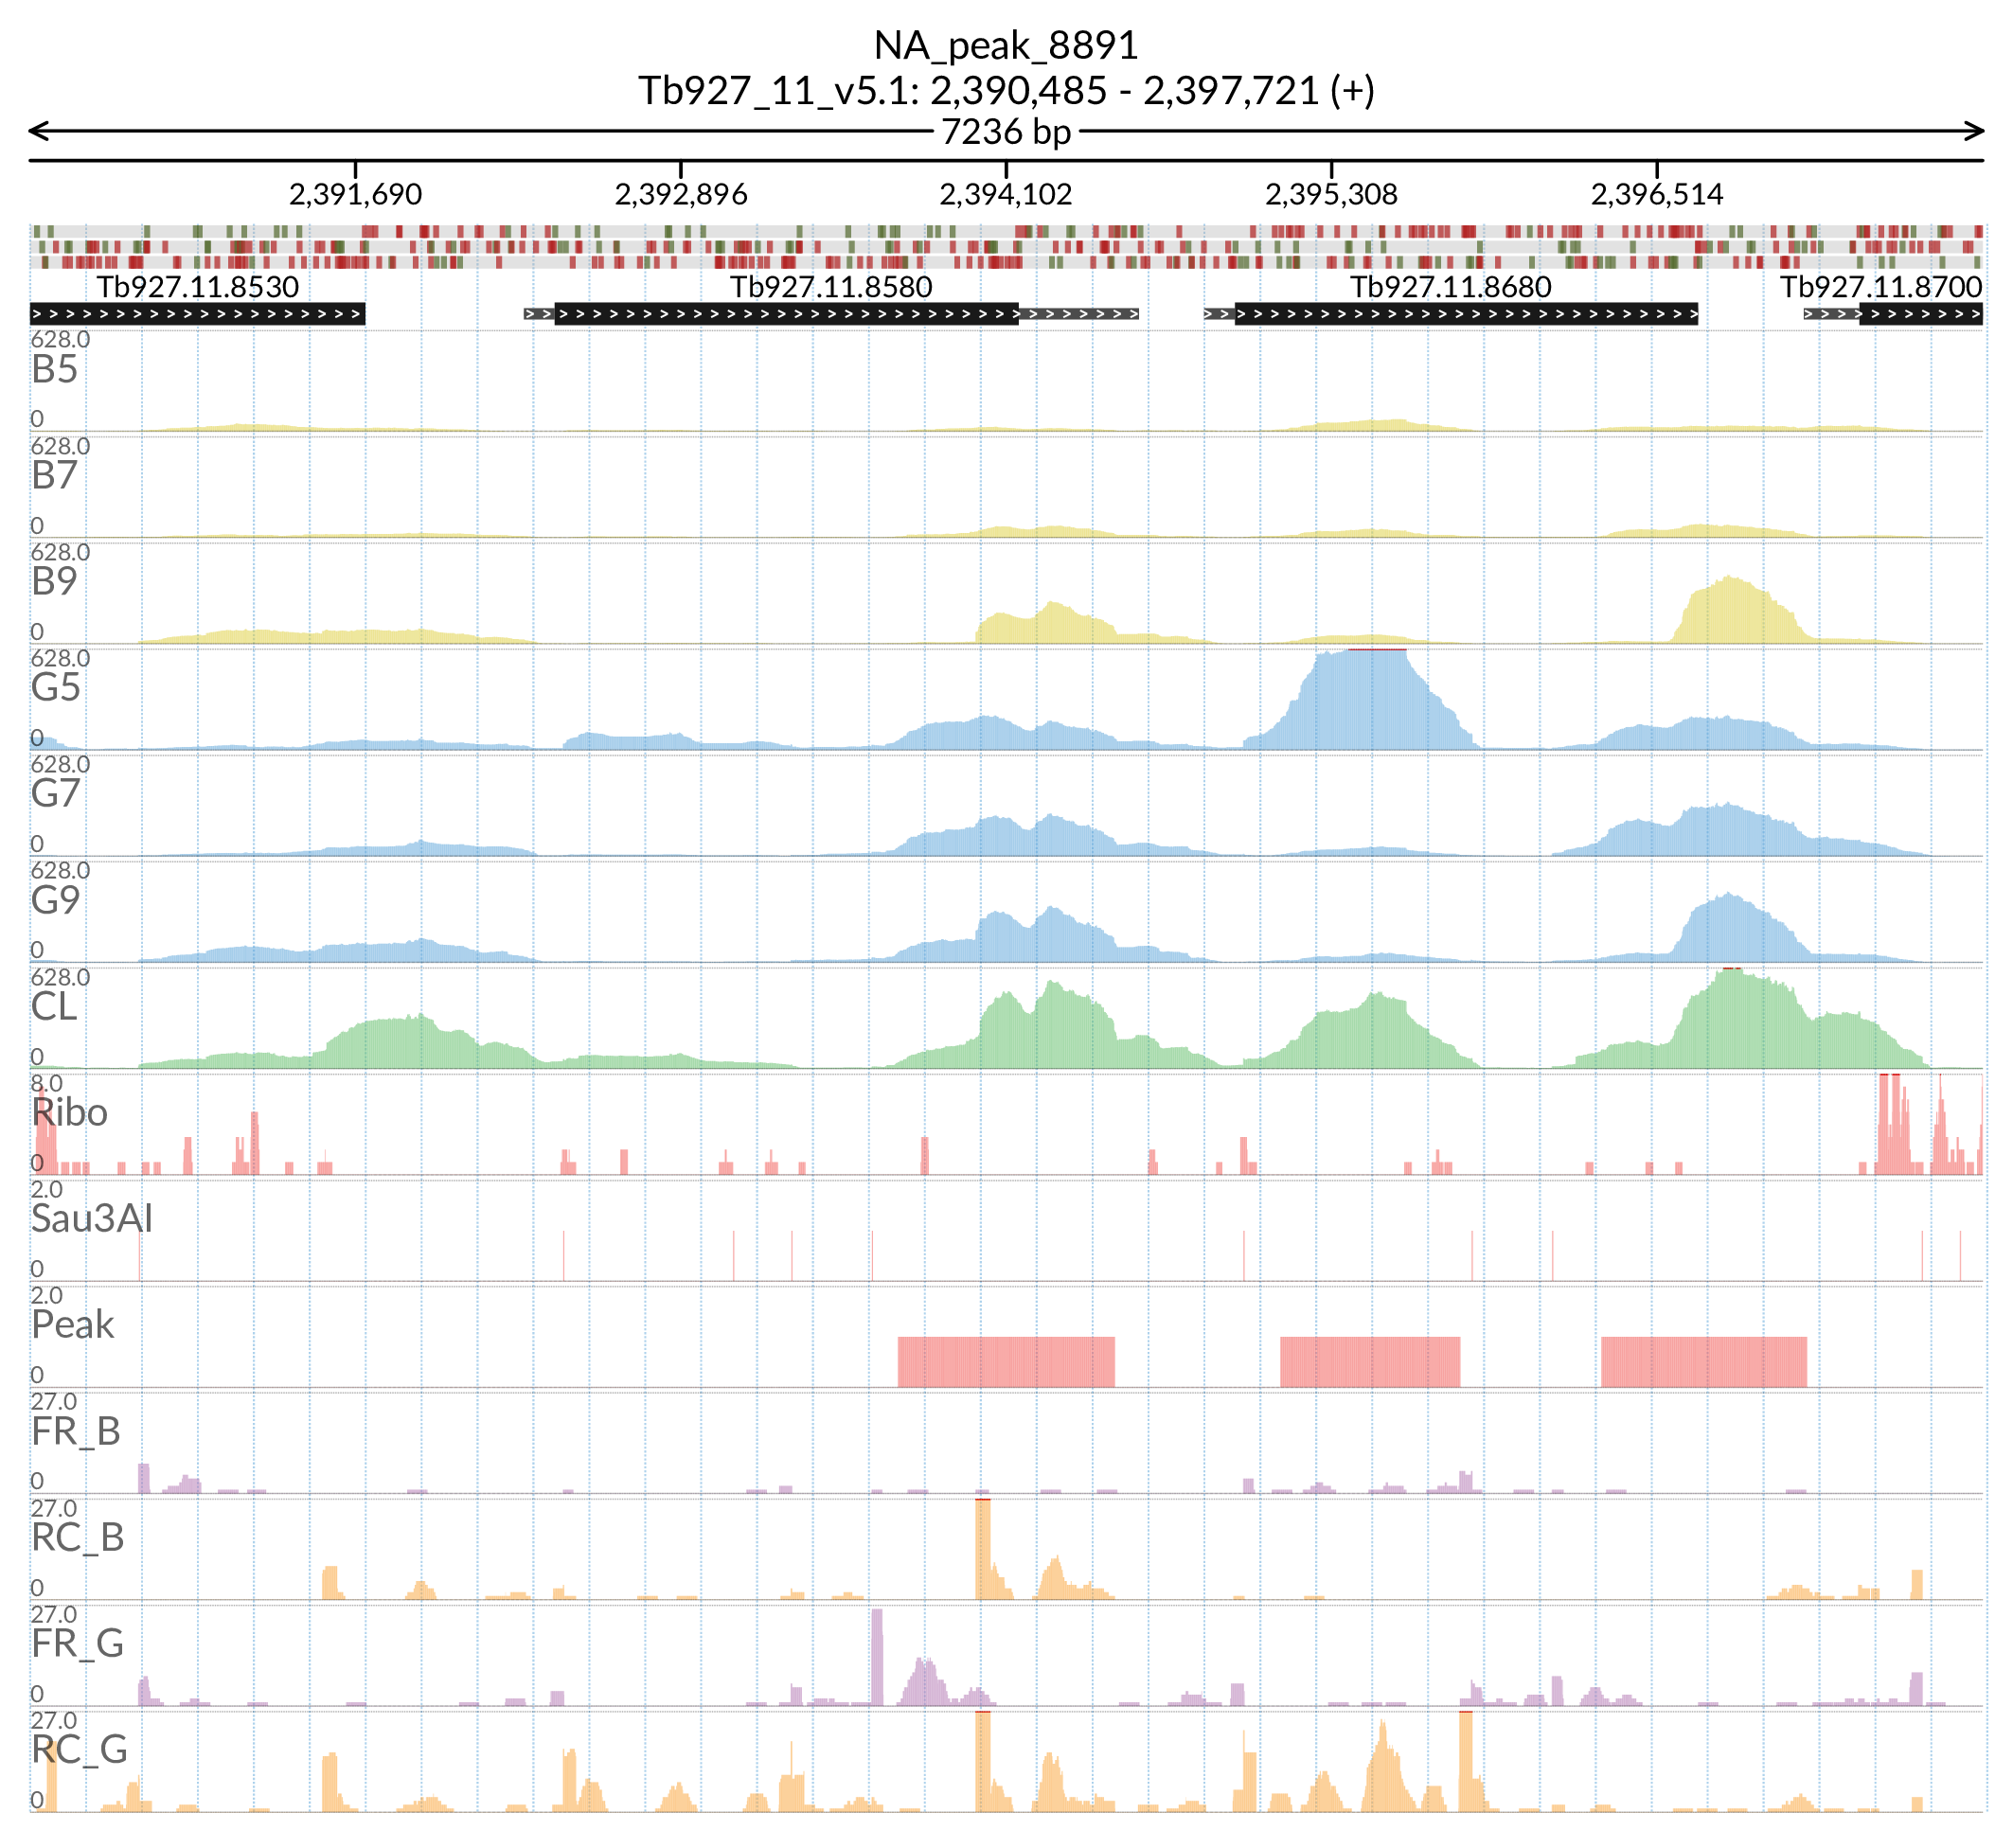 NA_peak_8891
Tb927_11_v5.1: 2,390,485 - 2,397,721 (+)
7236 bp
2,391,690 2,392,896 2,394,102 2,395,308 2,396,514
Tb927.11.8530 Tb927.11.8580 Tb927.11.8680 Tb927.11.8700
628.0
B5
0
628.0
B7
0
628.0
B9
0
628.0
G5
0
628.0
G7
0
628.0
G9
0
628.0
CL
0
8.0
Ribo
0
2.0
Sau3AI
0
2.0
Peak
0
27.0
FR_B
0
27.0
RC_B
0
27.0
FR_G
0
27.0
RC_G
0